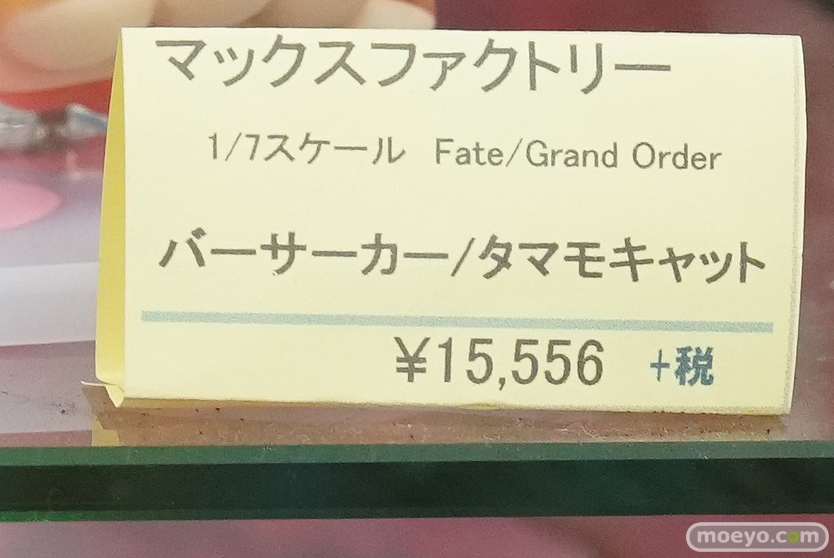 マックスファクトリー
1/7スケール Fate/Grand Order
バーサーカー/タマモキャット
¥15,556 +税
moeyo.com